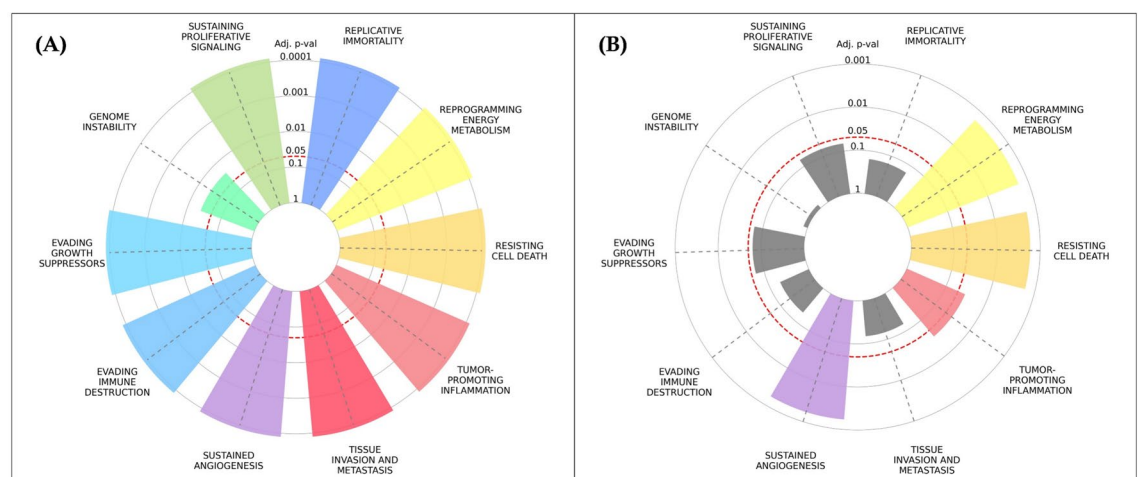 (A)
SUSTAINING
PROLIFERATIVE
SIGNALING
Adj. p-val
REPLICATIVE
IMMORTALITY
0.0001
0.001
0.01
0.05
0.1
1
GENOME
INSTABILITY
REPROGRAMMING
ENERGY
METABOLISM
EVADING
GROWTH
SUPPRESSORS
RESISTING
CELL DEATH
EVADING
IMMUNE
DESTRUCTION
TUMOR-
PROMOTING
INFLAMMATION
SUSTAINED
ANGIOGENESIS
TISSUE
INVASION AND
METASTASIS
(B)
SUSTAINING
PROLIFERATIVE
SIGNALING
Adj. p-val
REPLICATIVE
IMMORTALITY
0.001
0.01
0.05
0.1
1
GENOME
INSTABILITY
REPROGRAMMING
ENERGY
METABOLISM
EVADING
GROWTH
SUPPRESSORS
RESISTING
CELL DEATH
EVADING
IMMUNE
DESTRUCTION
TUMOR-
PROMOTING
INFLAMMATION
SUSTAINED
ANGIOGENESIS
TISSUE
INVASION AND
METASTASIS